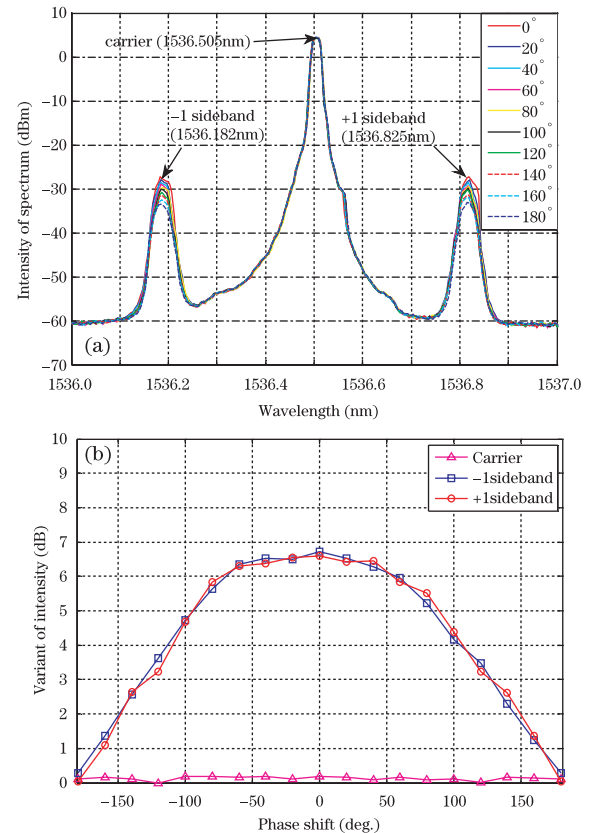 10
0
−10
−20
−30
−40
−50
−60
−70
Intensity of spectrum (dBm)
carrier (1536.505nm)
−1 sideband
(1536.182nm)
+1 sideband
(1536.825nm)
0°
20°
40°
60°
80°
100°
120°
140°
160°
180°
(a)
1536.0 1536.2 1536.4 1536.6 1536.8 1537.0
Wavelength (nm)
(b)
10
9
8
7
6
5
4
3
2
1
0
Variant of intensity (dB)
Carrier
−1sideband
+1sideband
−150 −100 −50 0 50 100 150
Phase shift (deg.)